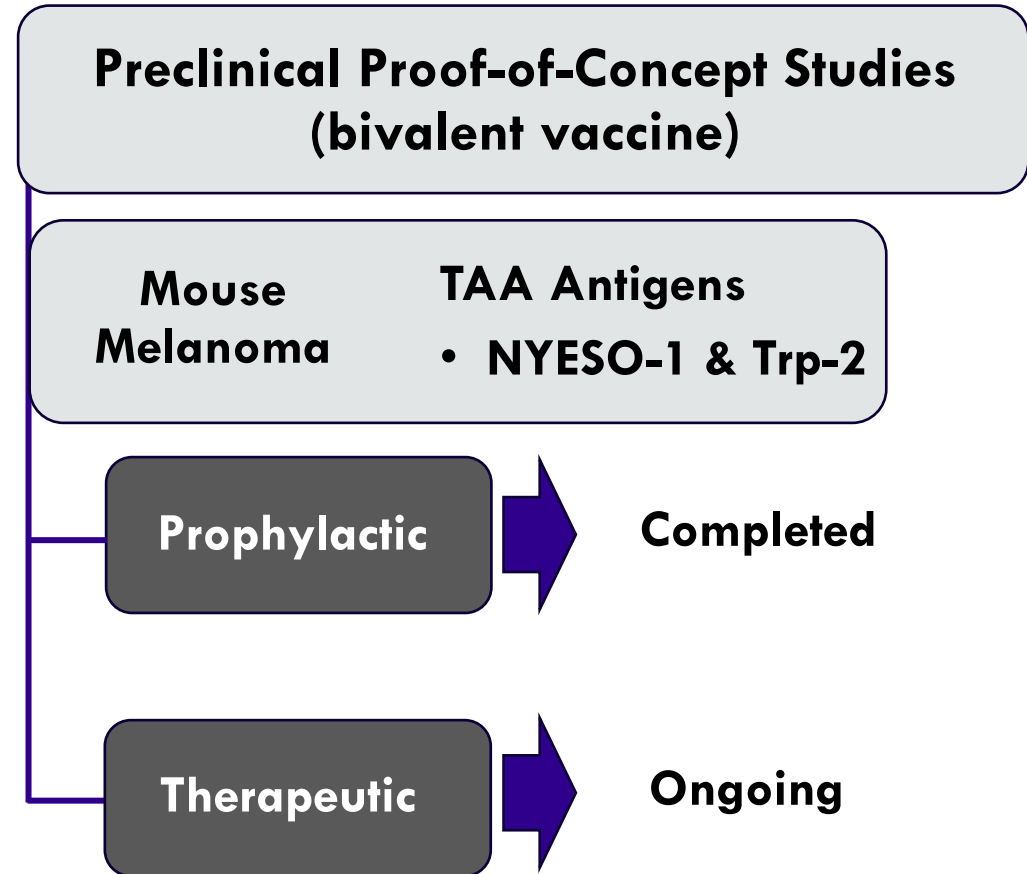 Preclinical Proof-of-Concept Studies
(bivalent vaccine)
Mouse
Melanoma
TAA Antigens
• NYESO-1 & Trp-2
Prophylactic
Completed
Therapeutic
Ongoing